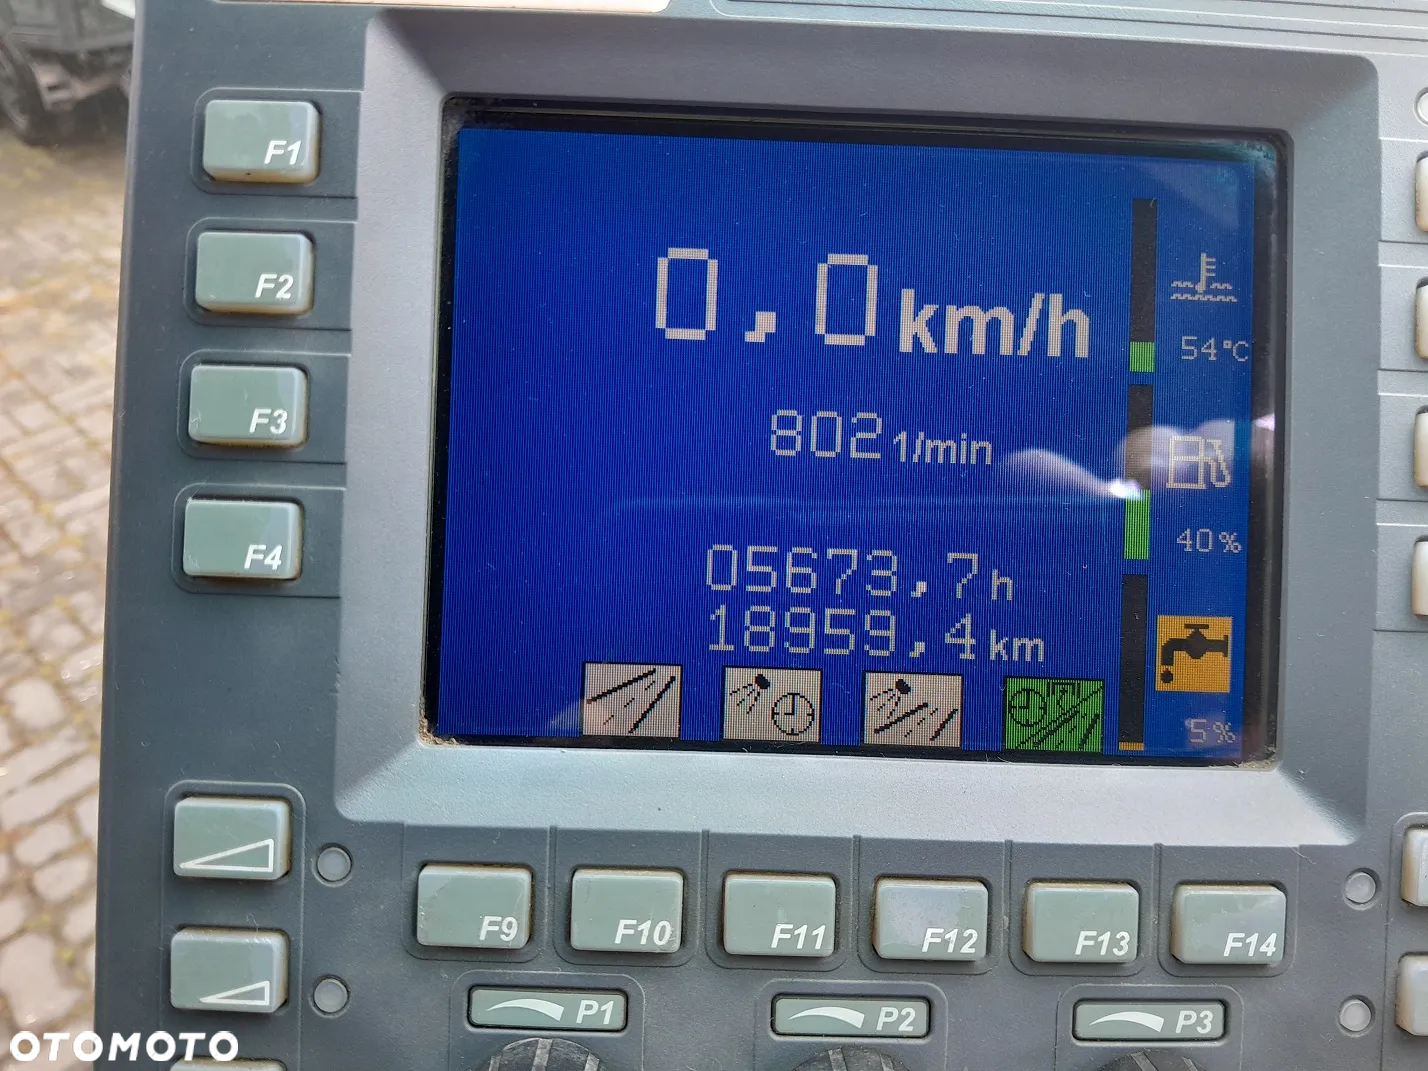 F1
F2
F3
F4
0,0 km/h
802 1/min
05673,7 h
18959,4 km
54°C
40%
5%
F9 F10 F11 F12 F13 F14
P1 P2 P3
OTOMOTO